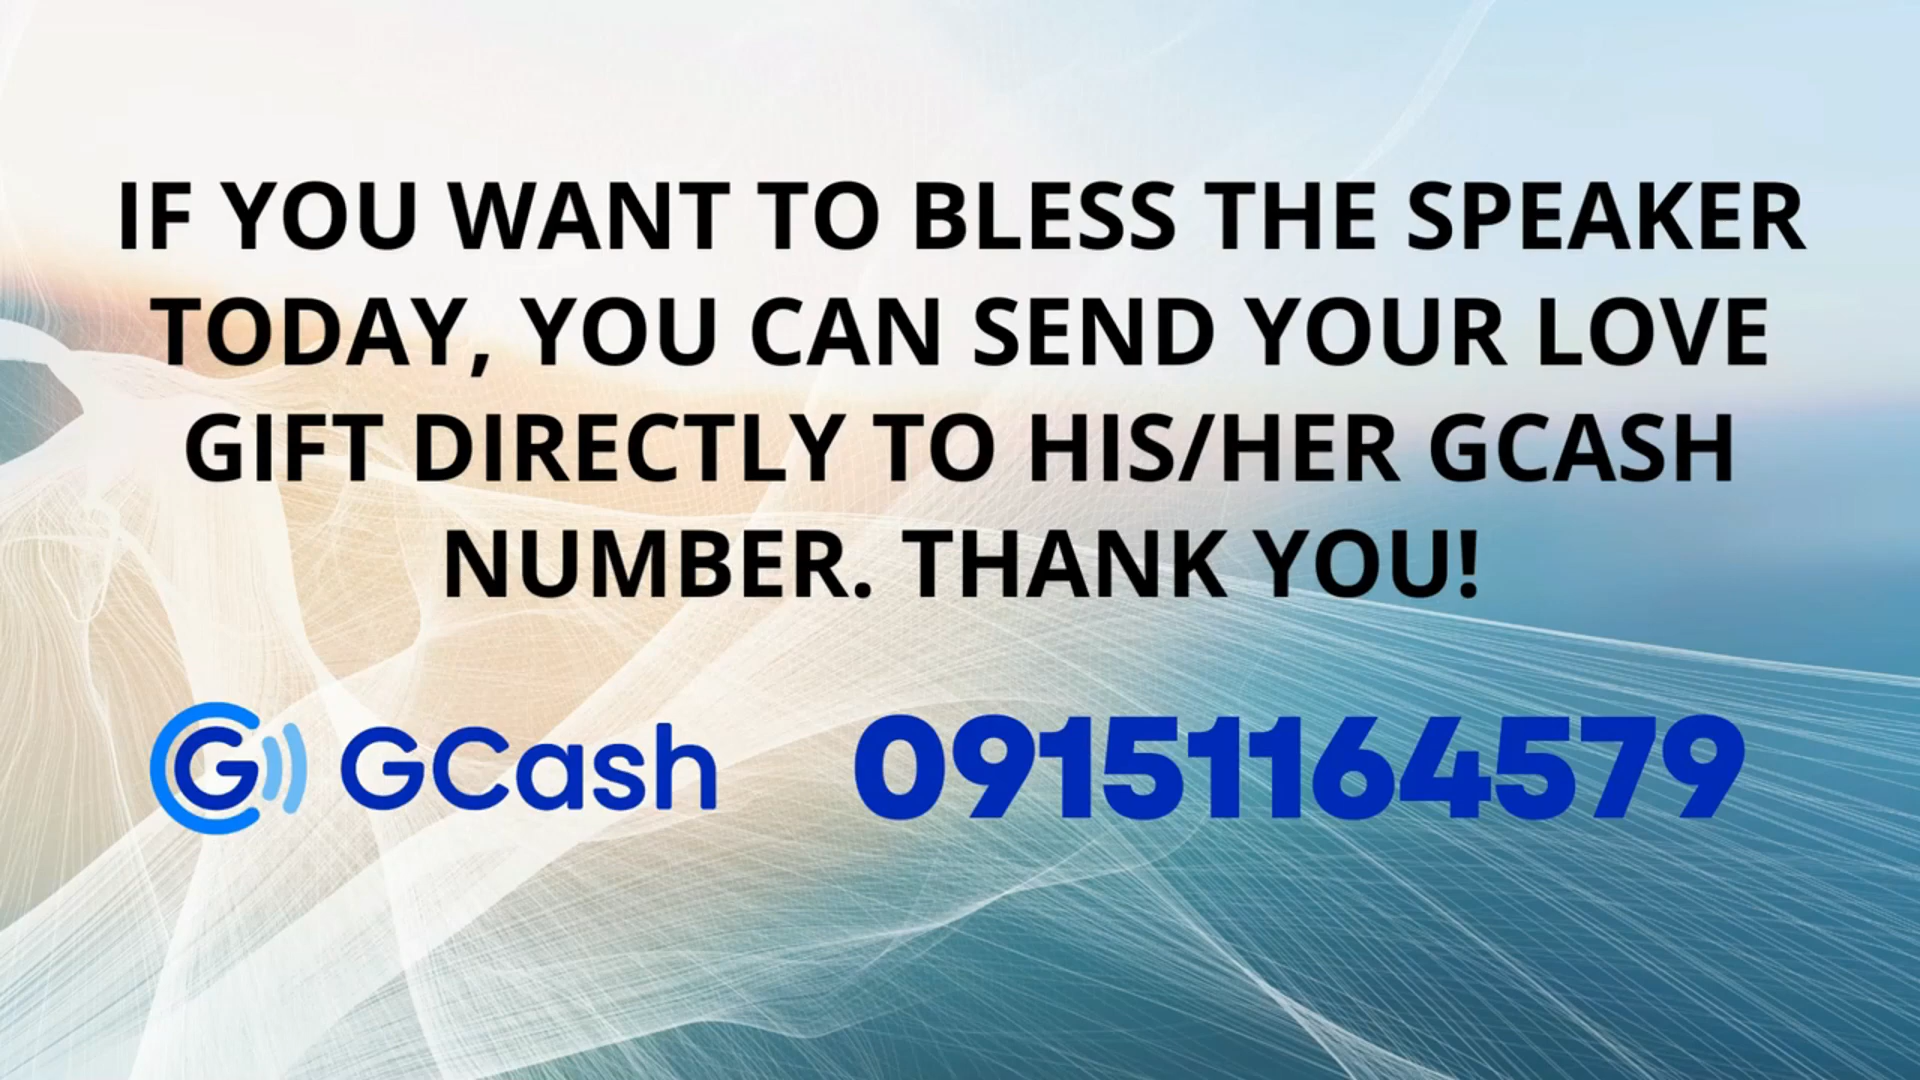 IF YOU WANT TO BLESS THE SPEAKER
TODAY, YOU CAN SEND YOUR LOVE
GIFT DIRECTLY TO HIS/HER GCASH
NUMBER. THANK YOU!
G GCash 09151164579